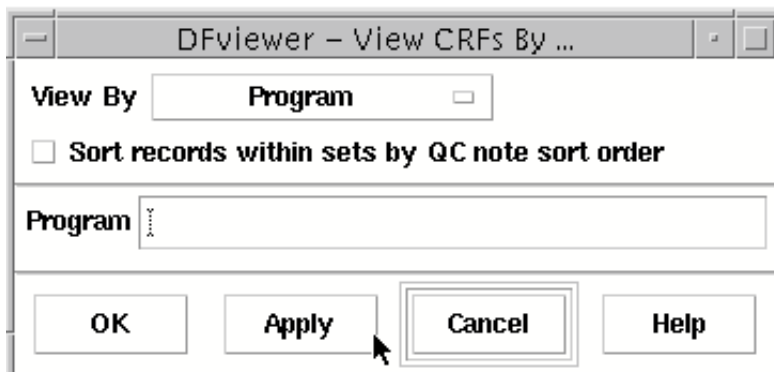 DFviewer – View CRFs By ...
View By Program
Sort records within sets by QC note sort order
Program
OK Apply Cancel Help